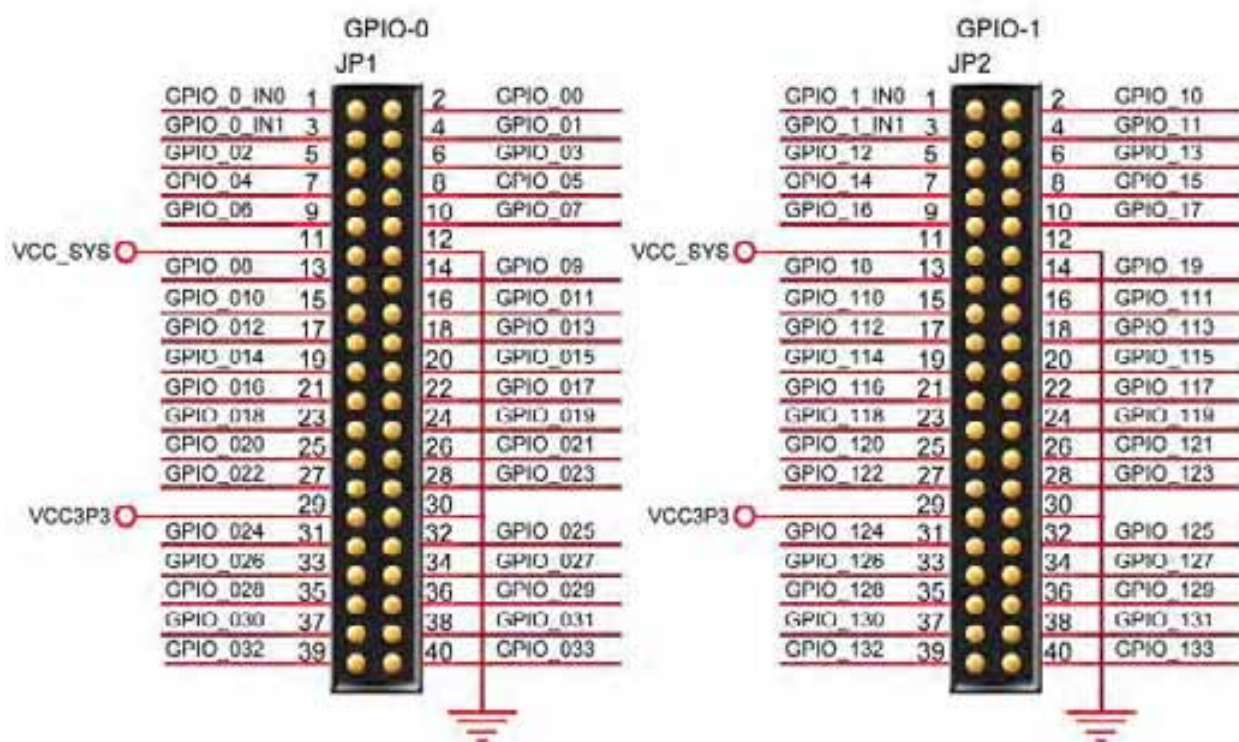 GPIO-0
JP1
GPIO_0_IN0 1 2 GPIO_00
GPIO_0_IN1 3 4 GPIO_01
GPIO_02 5 6 GPIO_03
GPIO_04 7 8 GPIO_05
GPIO_06 9 10 GPIO_07
VCC_SYS 11 12
GPIO_08 13 14 GPIO_09
GPIO_010 15 16 GPIO_011
GPIO_012 17 18 GPIO_013
GPIO_014 19 20 GPIO_015
GPIO_016 21 22 GPIO_017
GPIO_018 23 24 GPIO_019
GPIO_020 25 26 GPIO_021
GPIO_022 27 28 GPIO_023
VCC3P3 29 30
GPIO_024 31 32 GPIO_025
GPIO_026 33 34 GPIO_027
GPIO_028 35 36 GPIO_029
GPIO_030 37 38 GPIO_031
GPIO_032 39 40 GPIO_033
GPIO-1
JP2
GPIO_1_IN0 1 2 GPIO_10
GPIO_1_IN1 3 4 GPIO_11
GPIO_12 5 6 GPIO_13
GPIO_14 7 8 GPIO_15
GPIO_16 9 10 GPIO_17
VCC_SYS 11 12
GPIO_18 13 14 GPIO_19
GPIO_110 15 16 GPIO_111
GPIO_112 17 18 GPIO_113
GPIO_114 19 20 GPIO_115
GPIO_116 21 22 GPIO_117
GPIO_118 23 24 GPIO_119
GPIO_120 25 26 GPIO_121
GPIO_122 27 28 GPIO_123
VCC3P3 29 30
GPIO_124 31 32 GPIO_125
GPIO_126 33 34 GPIO_127
GPIO_128 35 36 GPIO_129
GPIO_130 37 38 GPIO_131
GPIO_132 39 40 GPIO_133